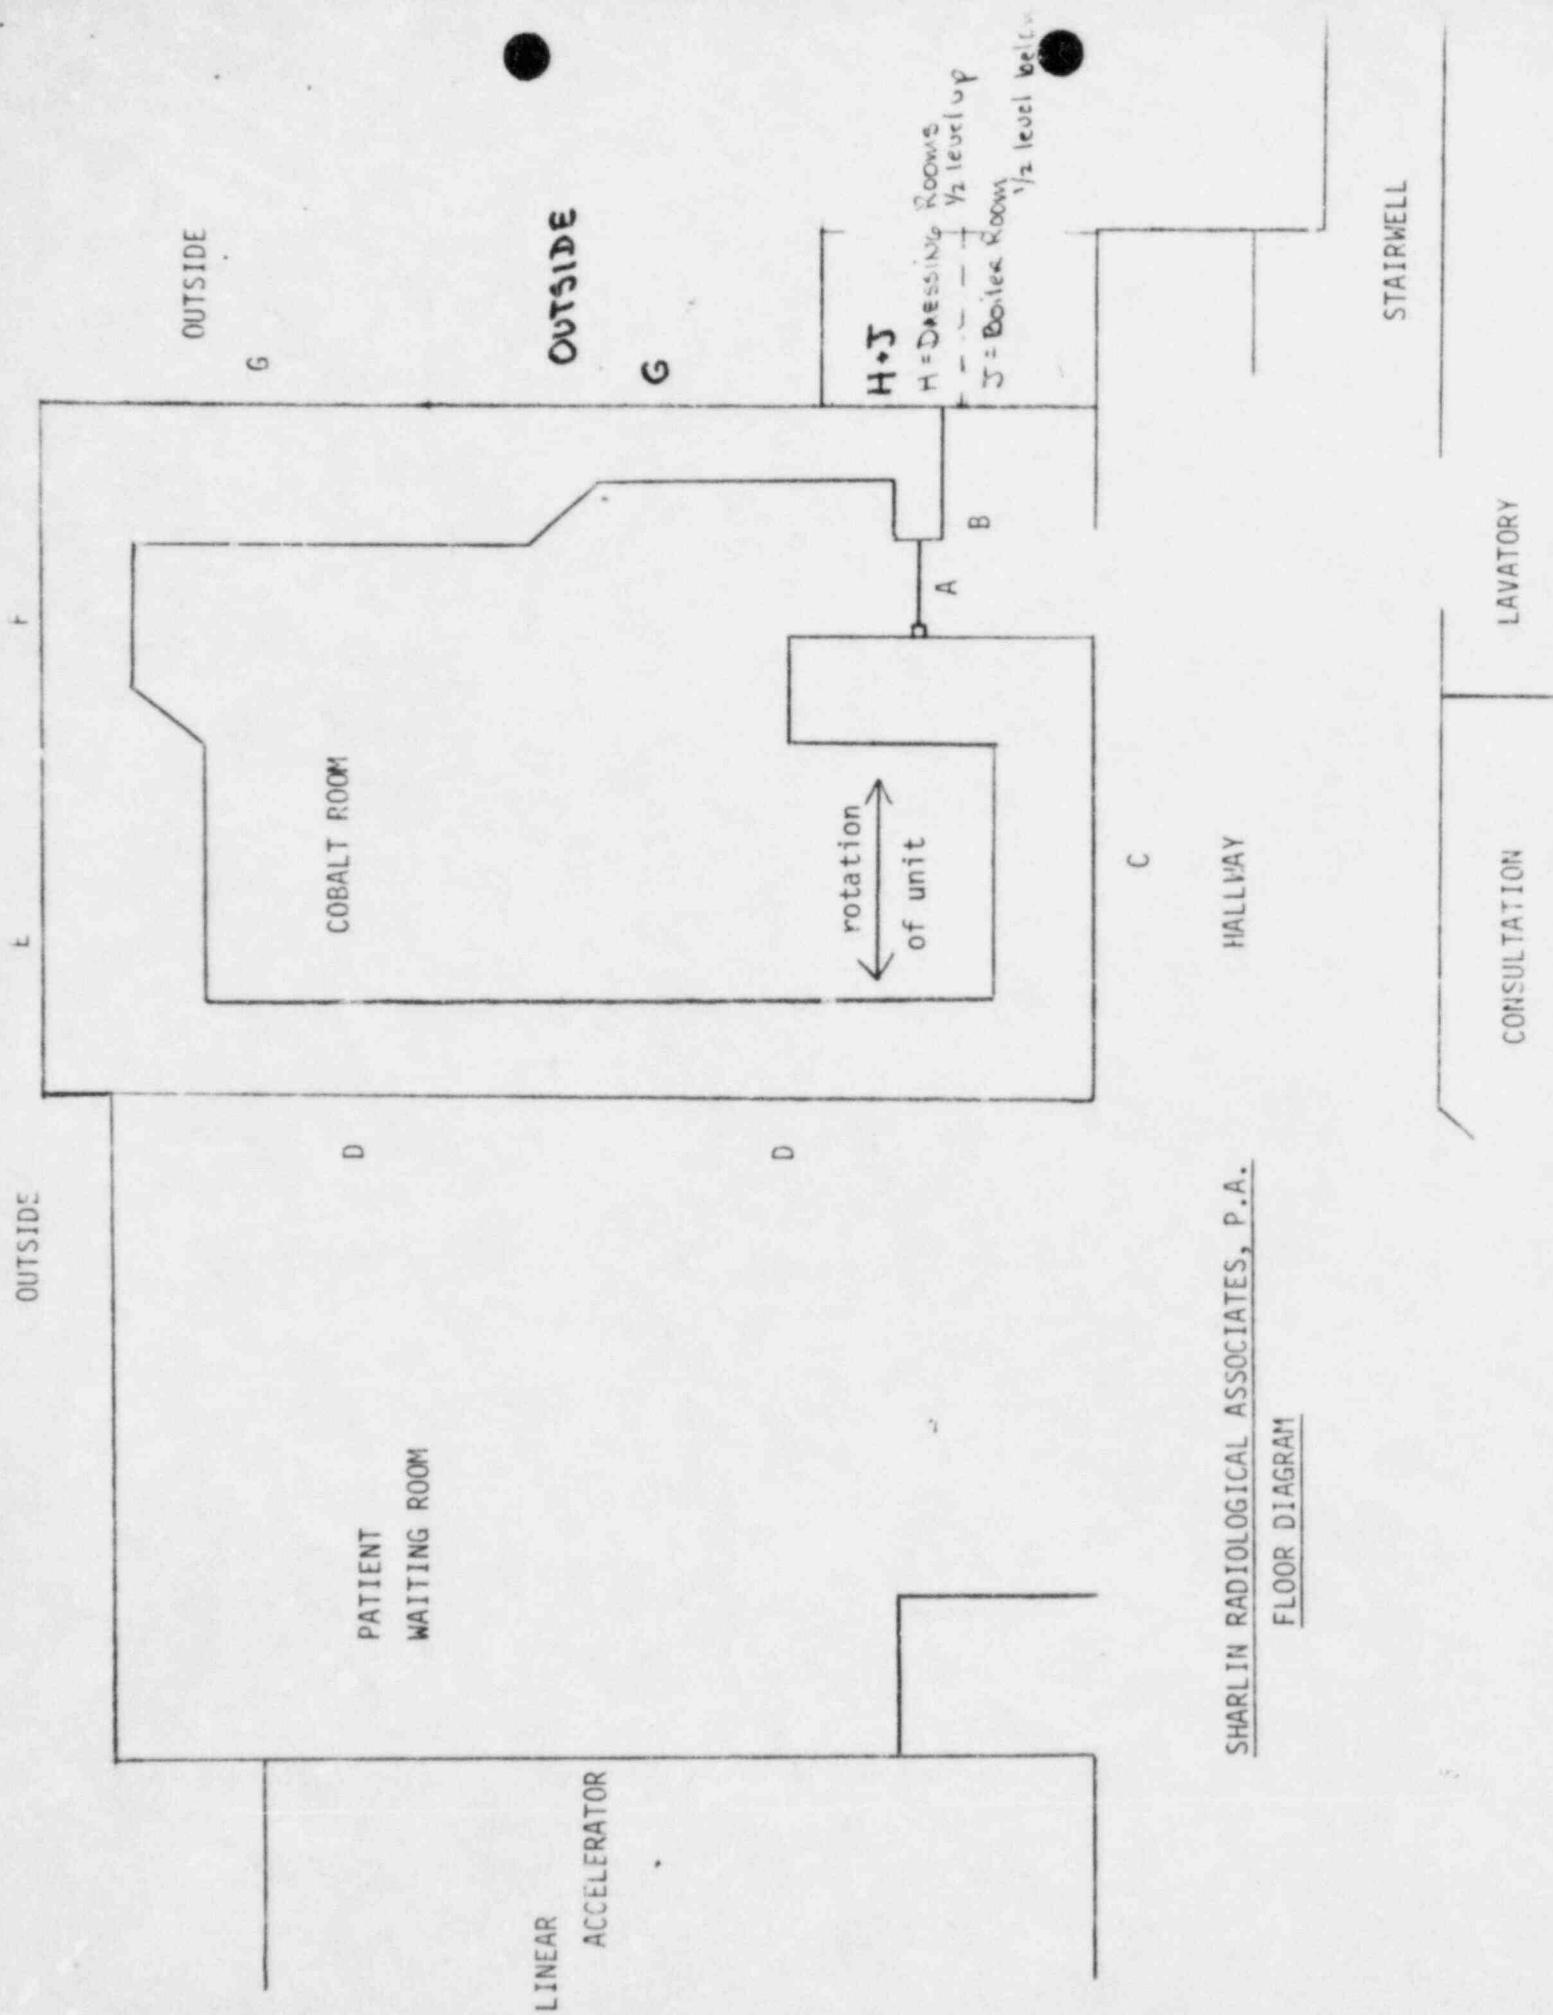 OUTSIDE
OUTSIDE
G
OUTSIDE
G
E
F
COBALT ROOM
D
D
PATIENT
WAITING ROOM
LINEAR
ACCELERATOR
rotation
of unit
A
B
C
H+J
H = DRESSING Rooms
1/2 level up
J = Boiler Room
1/2 level below
HALLWAY
STAIRWELL
CONSULTATION
LAVATORY
SHARLIN RADIOLOGICAL ASSOCIATES, P.A.
FLOOR DIAGRAM